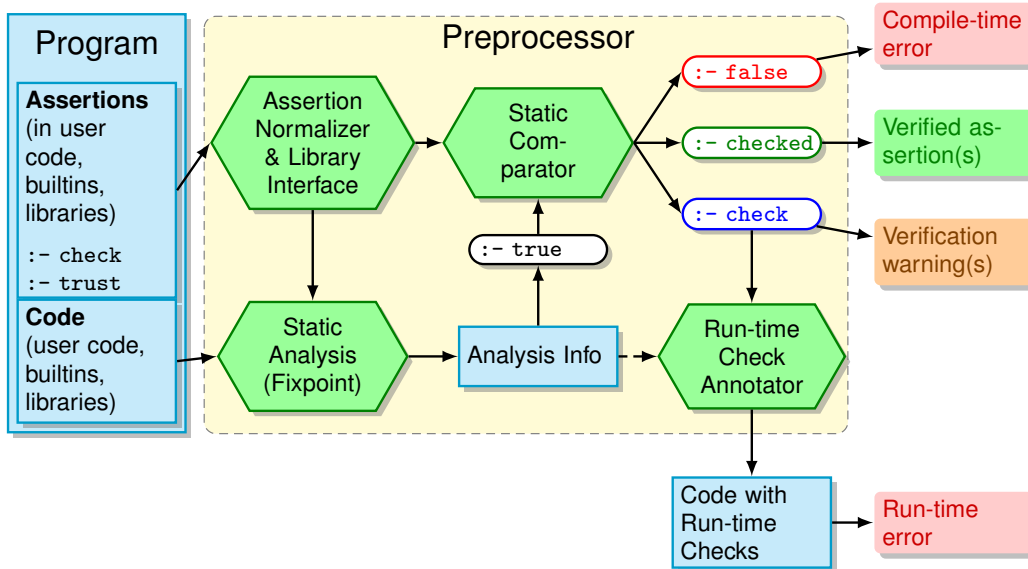 Program
Assertions
(in user
code,
builtins,
libraries)
:- check
:- trust
Code
(user code,
builtins,
libraries)
Preprocessor
Assertion
Normalizer
& Library
Interface
Static
Com-
parator
:- false
:- checked
:- check
:- true
Static
Analysis
(Fixpoint)
Analysis Info
Run-time
Check
Annotator
Compile-time
error
Verified as-
sertion(s)
Verification
warning(s)
Code with
Run-time
Checks
Run-time
error